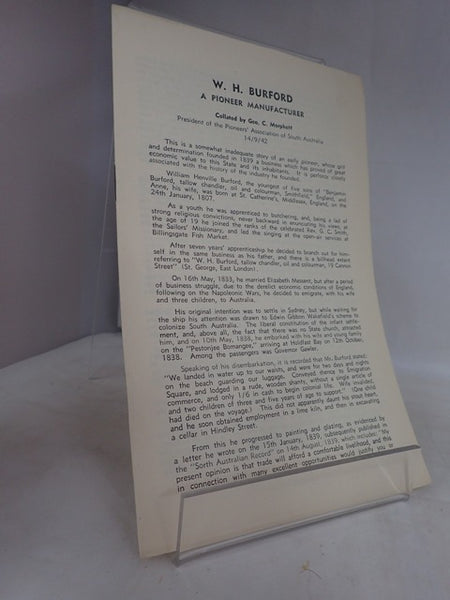 W. H. BURFORD
A PIONEER MANUFACTURER
Collated by Geo. C. Morphett
President of the Pioneers' Association of South Australia
14/9/42
This is a somewhat inadequate story of an early pioneer, whose grit
and determination founded in 1839 a business which has proved of great
economic value to this State and its inhabitants. It is perhaps closely
associated with the history of the industry he founded.
William Henville Burford, the youngest of five sons of "Benjamin
Burford, tallow chandler, oil and colourman, Smithfield," England, and
Anne, his wife, was born at St. Catherine's, Middlesex, England, on the
24th January, 1807.
As a youth he was apprenticed to butchering, and, being a lad of
strong religious convictions, never backward in enunciating his views, at
the age of 19 he joined the ranks of the celebrated Rev. G. C. Smith,
the Sailors' Missionary, and led the singing at the open-air services at
Billingsgate Fish Market.
After seven years' apprenticeship he decided to branch out for him-
self in the same business as his father, and there is a billhead extant
referring to "W. H. Burford, tallow chandler, oil and colourman, 19 Cannon
Street" (St. George, East London).
On 16th May, 1833, he married Elizabeth Messent, but after a period
of business struggle, due to the derelict economic conditions of England,
following on the Napoleonic Wars, he decided to emigrate, with his wife
and three children, to Australia.
His original intention was to settle in Sydney, but while waiting for
the ship his attention was drawn to Edwin Gibbon Wakefield's scheme to
colonize South Australia. The liberal constitution of the infant settle-
ment, and, above all, the fact that there was no State church, attracted
him, and on 10th May, 1838, he embarked with his wife and young family
on the "Pestonjee Bomangee," arriving at Holdfast Bay on 12th October,
1838. Among the passengers was Governor Gawler.
Speaking of his disembarkation, it is recorded that Mr. Burford stated:
"We landed in water up to our waists, and were for two days and nights
on the beach guarding our luggage. Conveyed thence to Emigration
Square, and lodged in a rude, wooden shanty, without a single article of
commerce, and only 1/6 in cash to begin colonial life. Wife invalided,
and two children of three and five years of age to support." (One child
had died on the voyage.) This did not apparently daunt his stout heart,
and he soon obtained employment in a lime kiln, and then in excavating
a cellar in Hindley Street.
From this he progressed to painting and glazing, as evidenced by
a letter he wrote on the 15th January, 1839, subsequently published in
the "South Australian Record" on 14th August, 1839, which includes: "My
present opinion is that trade will afford a comfortable livelihood, and this
in connection with many excellent opportunities would justify you or